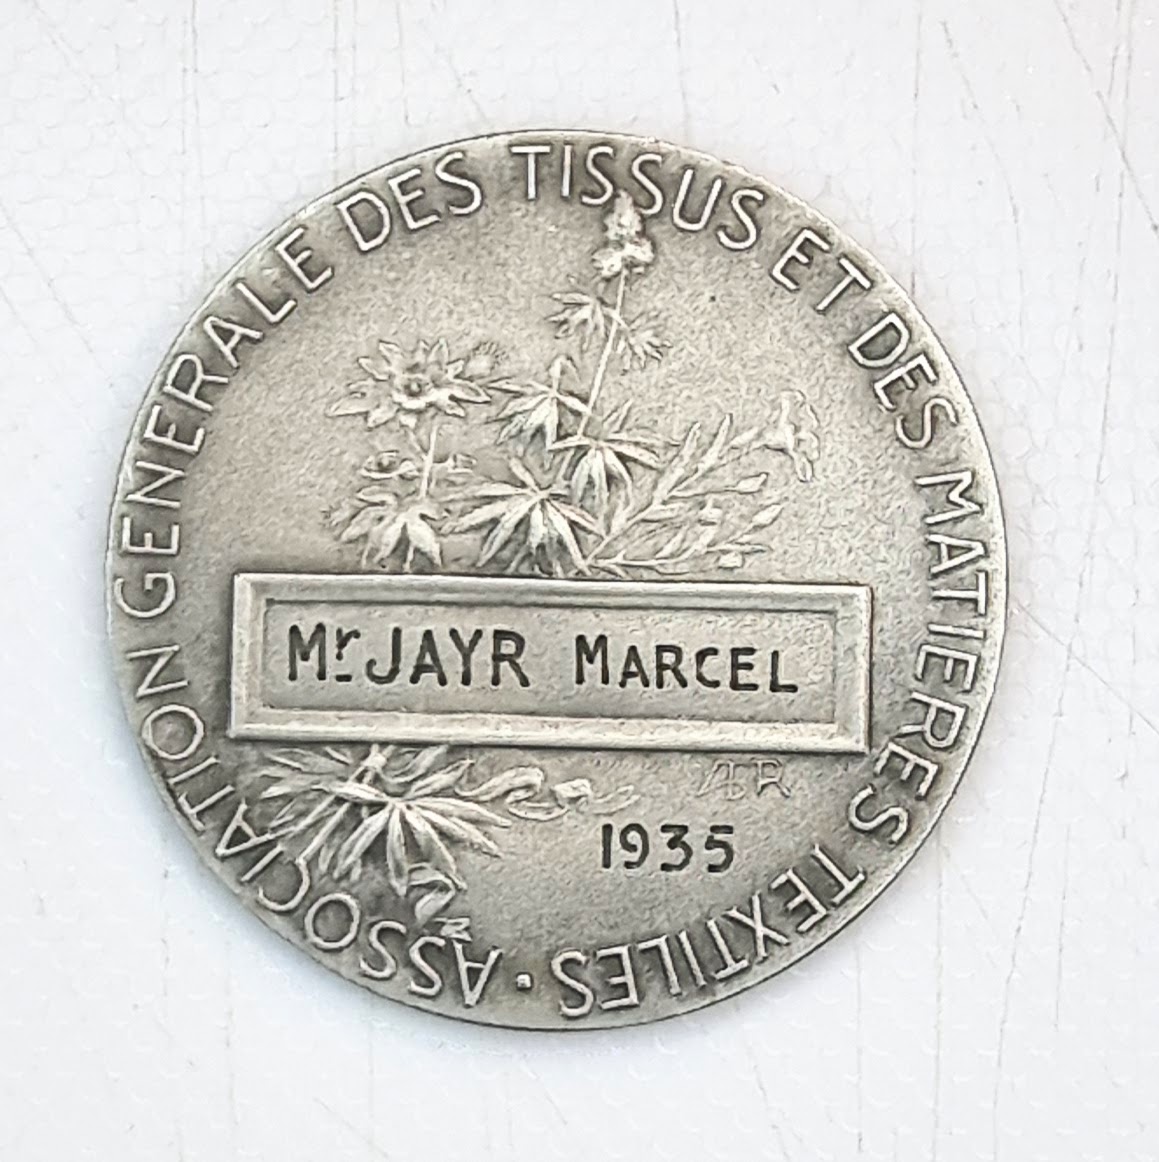 ASSOCIATION GENERALE DES TISSUS ET DES MATIERES TEXTILES ·
Mr JAYR MARCEL
1935